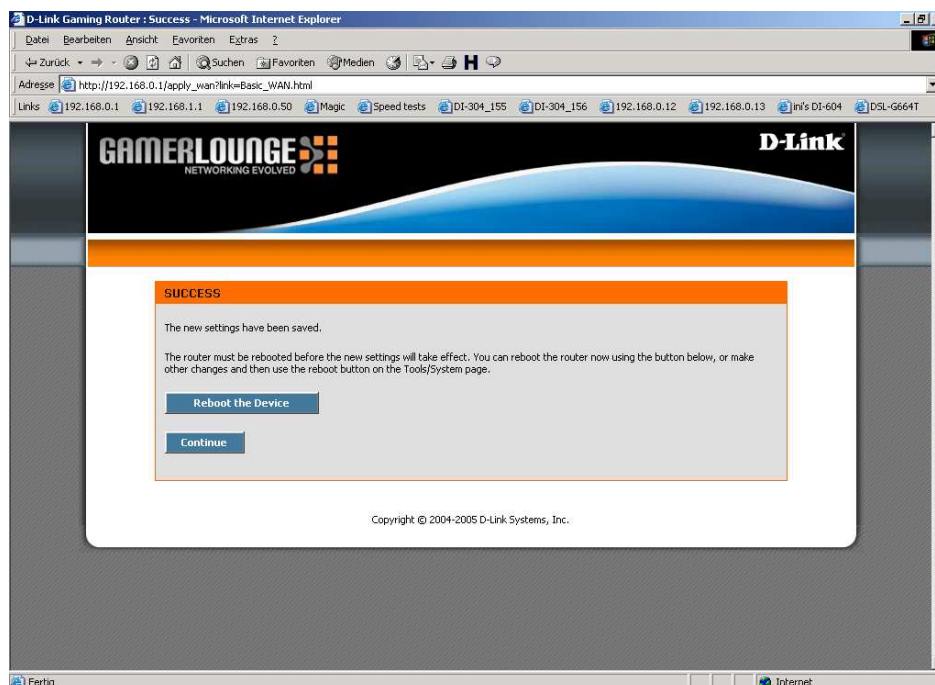 D-Link Gaming Router : Success - Microsoft Internet Explorer
Datei Bearbeiten Ansicht Favoriten Extras ?
Zurück Suchen Favoriten Medien
Adresse http://192.168.0.1/apply_wan?link=Basic_WAN.html
Links 192.168.0.1 192.168.1.1 192.168.0.50 Magic Speed tests DI-304_155 DI-304_156 192.168.0.12 192.168.0.13 ini's DI-604 DSL-G664T
GAMERLOUNGE
NETWORKING EVOLVED
D-Link
SUCCESS
The new settings have been saved.
The router must be rebooted before the new settings will take effect. You can reboot the router now using the button below, or make
other changes and then use the reboot button on the Tools/System page.
Reboot the Device
Continue
Copyright © 2004-2005 D-Link Systems, Inc.
Fertig Internet